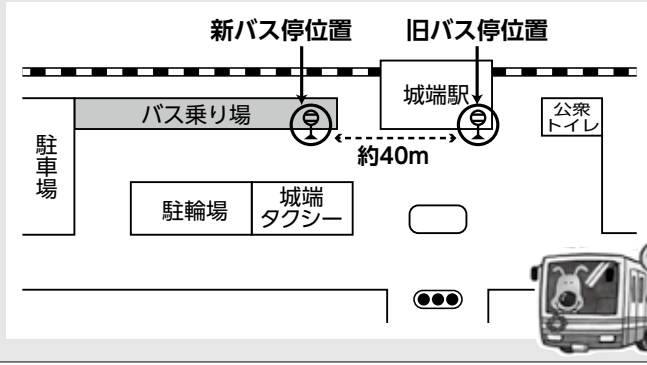 新バス停位置
旧バス停位置
城端駅
バス乗り場
公衆
トイレ
約40m
駐車場
駐輪場
城端
タクシー